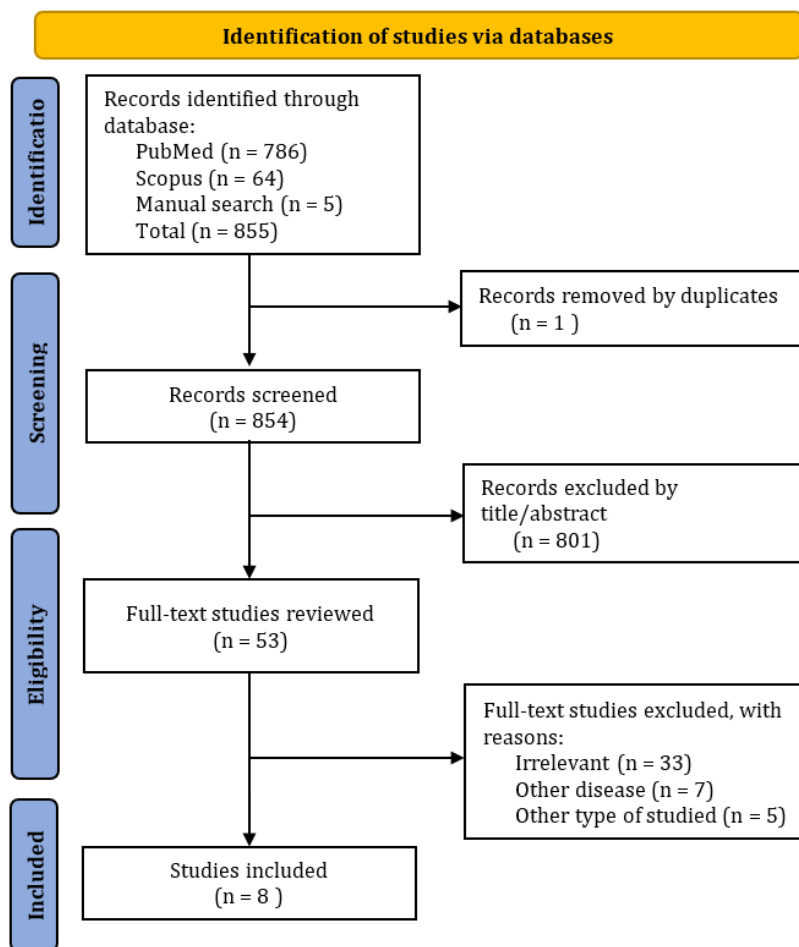 Identification of studies via databases
Identificatio
Records identified through
database:
PubMed (n = 786)
Scopus (n = 64)
Manual search (n = 5)
Total (n = 855)
Screening
Records removed by duplicates
(n = 1 )
Records screened
(n = 854)
Records excluded by
title/abstract
(n = 801)
Eligibility
Full-text studies reviewed
(n = 53)
Full-text studies excluded, with
reasons:
Irrelevant (n = 33)
Other disease (n = 7)
Other type of studied (n = 5)
Included
Studies included
(n = 8 )